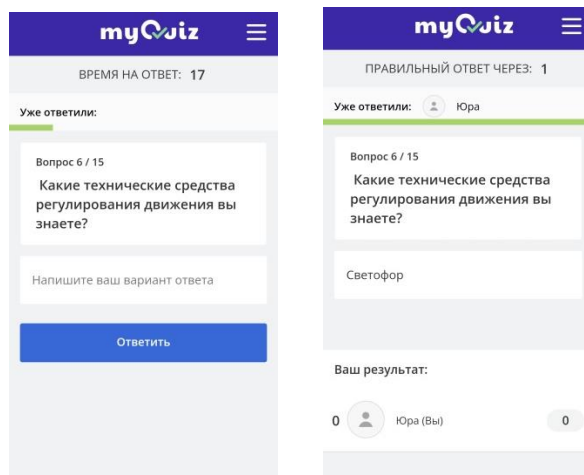 myQuiz
ВРЕМЯ НА ОТВЕТ: 17
Уже ответили:
Вопрос 6 / 15
Какие технические средства
регулирования движения вы
знаете?
Напишите ваш вариант ответа
Ответить
myQuiz
ПРАВИЛЬНЫЙ ОТВЕТ ЧЕРЕЗ: 1
Уже ответили: Юра
Вопрос 6 / 15
Какие технические средства
регулирования движения вы
знаете?
Светофор
Ваш результат:
0 Юра (Вы) 0